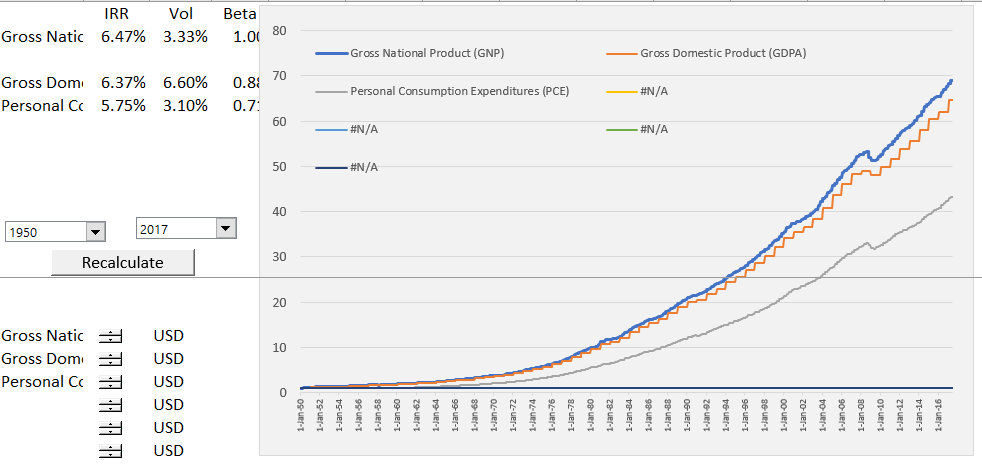 IRR Vol Beta
Gross Natic 6.47% 3.33% 1.00
Gross Dome 6.37% 6.60% 0.88
Personal Cc 5.75% 3.10% 0.71
1950 2017
Recalculate
Gross Natic USD
Gross Dome USD
Personal Cc USD
USD
USD
USD
80
70
60
50
40
30
20
10
0
Gross National Product (GNP) Gross Domestic Product (GDPA)
Personal Consumption Expenditures (PCE) #N/A
#N/A #N/A
#N/A
1-Jan-50
1-Jan-52
1-Jan-54
1-Jan-56
1-Jan-58
1-Jan-60
1-Jan-62
1-Jan-64
1-Jan-66
1-Jan-68
1-Jan-70
1-Jan-72
1-Jan-74
1-Jan-76
1-Jan-78
1-Jan-80
1-Jan-82
1-Jan-84
1-Jan-86
1-Jan-88
1-Jan-90
1-Jan-92
1-Jan-94
1-Jan-96
1-Jan-98
1-Jan-00
1-Jan-02
1-Jan-04
1-Jan-06
1-Jan-08
1-Jan-10
1-Jan-12
1-Jan-14
1-Jan-16